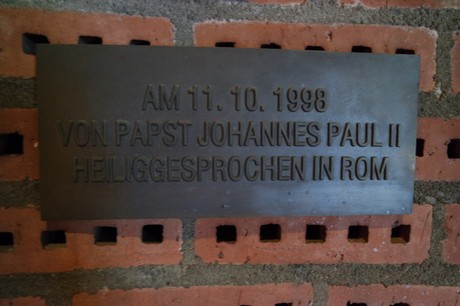 AM 11. 10. 1998
VON PAPST JOHANNES PAUL II
HEILIGGESPROCHEN IN ROM